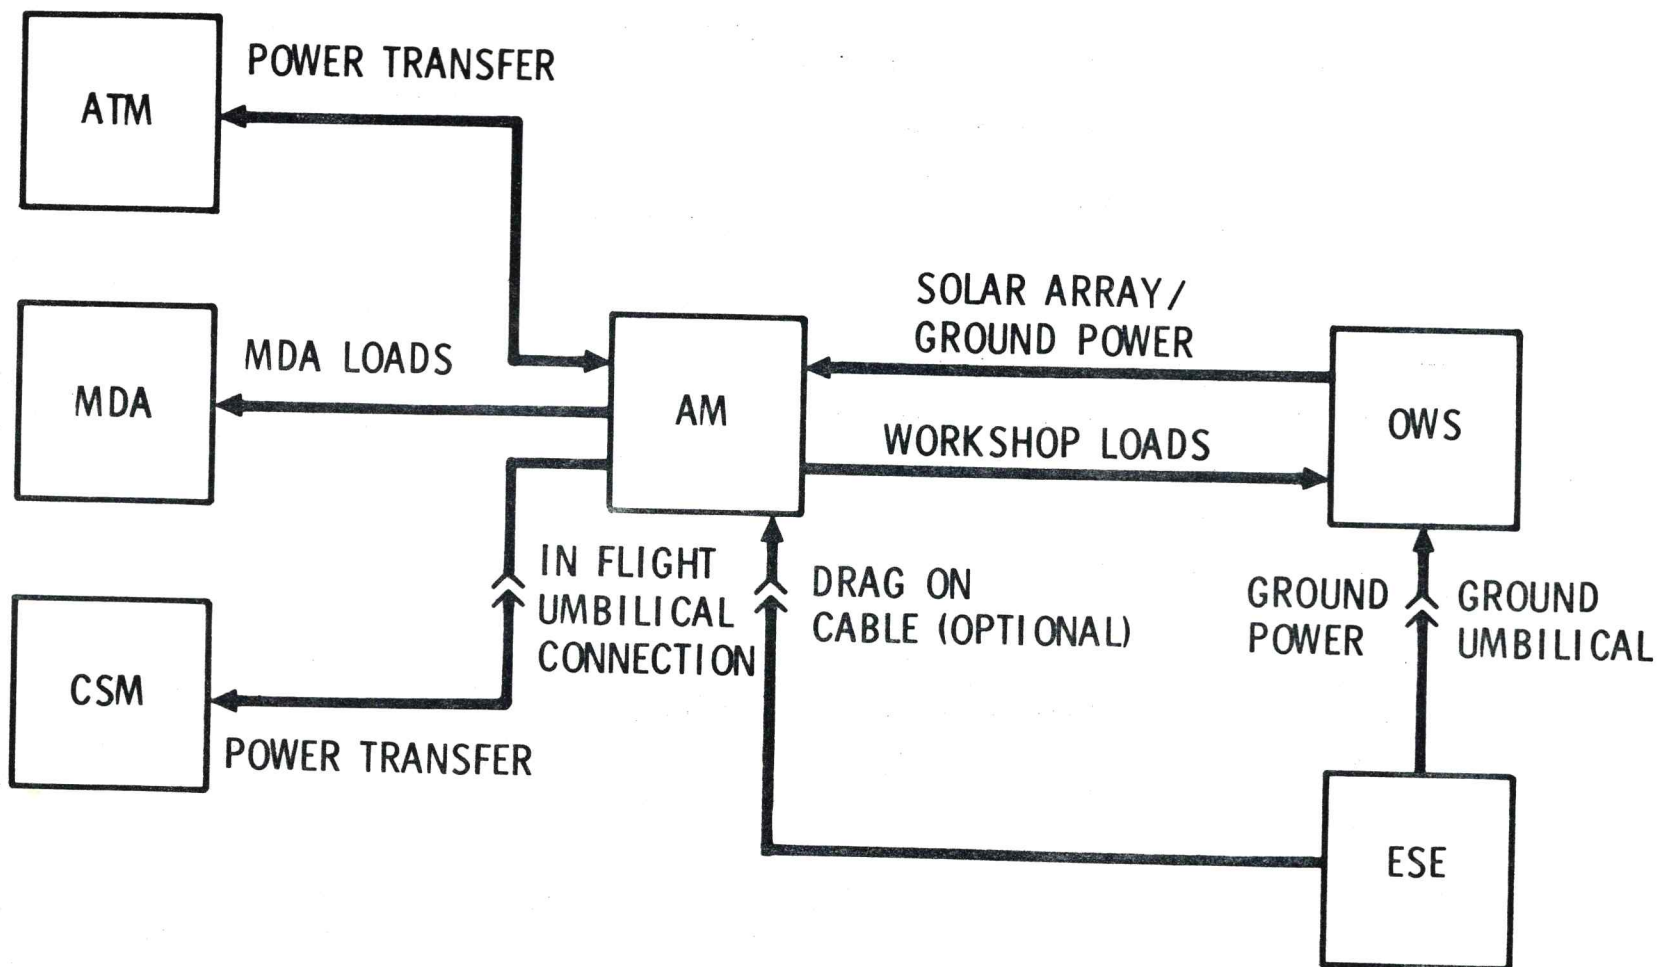 POWER TRANSFER
ATM
SOLAR ARRAY/
GROUND POWER
MDA LOADS
MDA
AM
OWS
WORKSHOP LOADS
IN FLIGHT
UMBILICAL
CONNECTION
DRAG ON
CABLE (OPTIONAL)
GROUND
POWER
GROUND
UMBILICAL
CSM
POWER TRANSFER
ESE